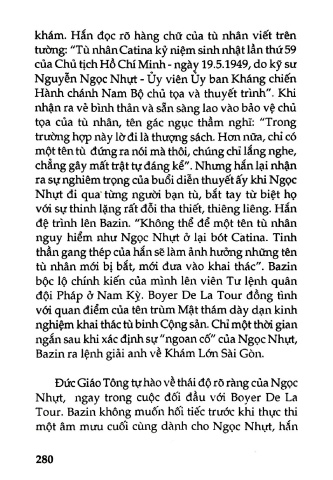 khám. Hắn đọc rõ hàng chữ của tù nhân viết trên
tường: "Tù nhân Catina kỷ niệm sinh nhật lần thứ 59
của Chủ tịch Hồ Chí Minh - ngày 19.5.1949, do kỹ sư
Nguyễn Ngọc Nhựt - Ủy viên Ủy ban Kháng chiến
Hành chánh Nam Bộ chủ tọa và thuyết trình". Khi
nhận ra vẻ bình thản và sẵn sàng lao vào bảo vệ chủ
tọa của tù nhân, tên gác ngục thầm nghĩ: "Trong
trường hợp này lờ đi là thượng sách. Hơn nữa, chỉ có
một tên tù đứng ra nói mà thôi, chúng chỉ lắng nghe,
chẳng gây mất trật tự đáng kể". Nhưng hắn lại nhận
ra sự nghiêm trọng của buổi diễn thuyết ấy khi Ngọc
Nhựt đi qua từng người bạn tù, bắt tay từ biệt họ
với sự thinh lặng rất đỗi tha thiết, thiêng liêng. Hắn
đệ trình lên Bazin. "Không thể để một tên tù nhân
nguy hiểm như Ngọc Nhựt ở lại bót Catina. Tinh
thần gang thép của hắn sẽ làm ảnh hưởng những tên
tù nhân mới bị bắt, mới đưa vào khai thác". Bazin
bộc lộ chính kiến của mình lên viên Tư lệnh quân
đội Pháp ở Nam Kỳ. Boyer De La Tour đồng tình
với quan điểm của tên trùm Mật thám dày dạn kinh
nghiệm khai thác tù binh Cộng sản. Chỉ một thời gian
ngắn sau khi xác định sự "ngoan cố" của Ngọc Nhựt,
Bazin ra lệnh giải anh về Khám Lớn Sài Gòn.
Đức Giáo Tông tự hào về thái độ rõ ràng của Ngọc
Nhựt, ngay trong cuộc đối đầu với Boyer De La
Tour. Bazin không muốn hối tiếc trước khi thực thi
một âm mưu cuối cùng dành cho Ngọc Nhựt, hắn
280